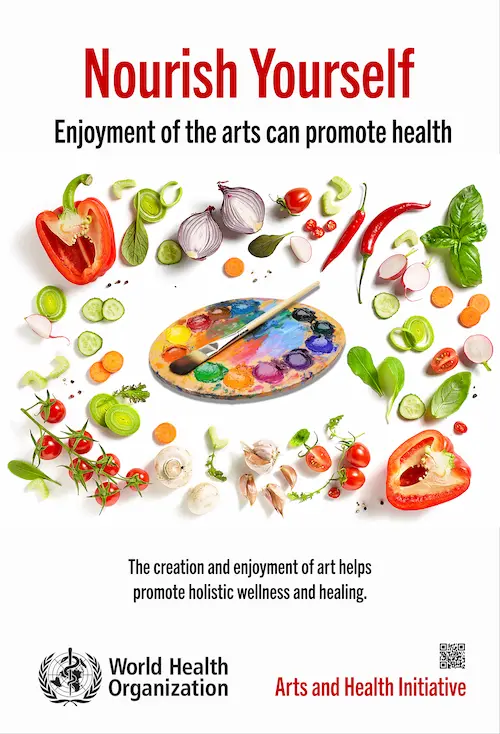 Nourish Yourself
Enjoyment of the arts can promote health
The creation and enjoyment of art helps
promote holistic wellness and healing.
World Health
Organization
Arts and Health Initiative